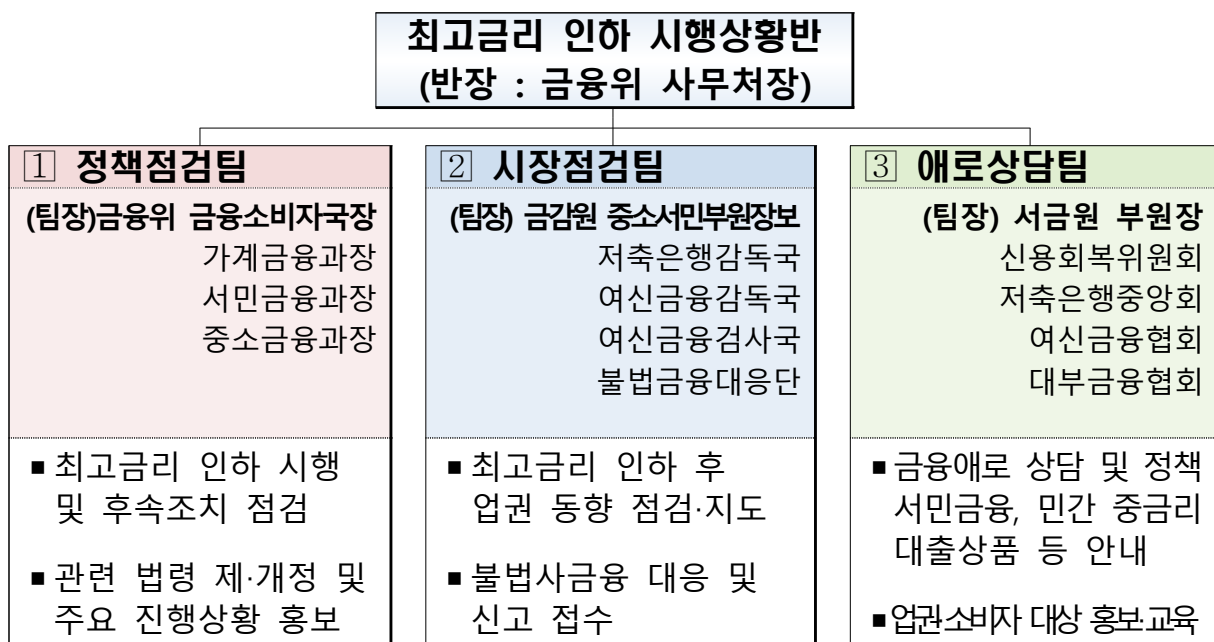 최고금리 인하 시행상황반
(반장 : 금융위 사무처장)
1 정책점검팀
(팀장)금융위 금융소비자국장
가계금융과장
서민금융과장
중소금융과장
■ 최고금리 인하 시행
및 후속조치 점검
■ 관련 법령 제·개정 및
주요 진행상황 홍보
2 시장점검팀
(팀장) 금감원 중소서민부원장보
저축은행감독국
여신금융감독국
여신금융검사국
불법금융대응단
■ 최고금리 인하 후
업권 동향 점검·지도
■ 불법사금융 대응 및
신고 접수
3 애로상담팀
(팀장) 서금원 부원장
신용회복위원회
저축은행중앙회
여신금융협회
대부금융협회
■ 금융애로 상담 및 정책
서민금융, 민간 중금리
대출상품 등 안내
■ 업권·소비자 대상 홍보·교육